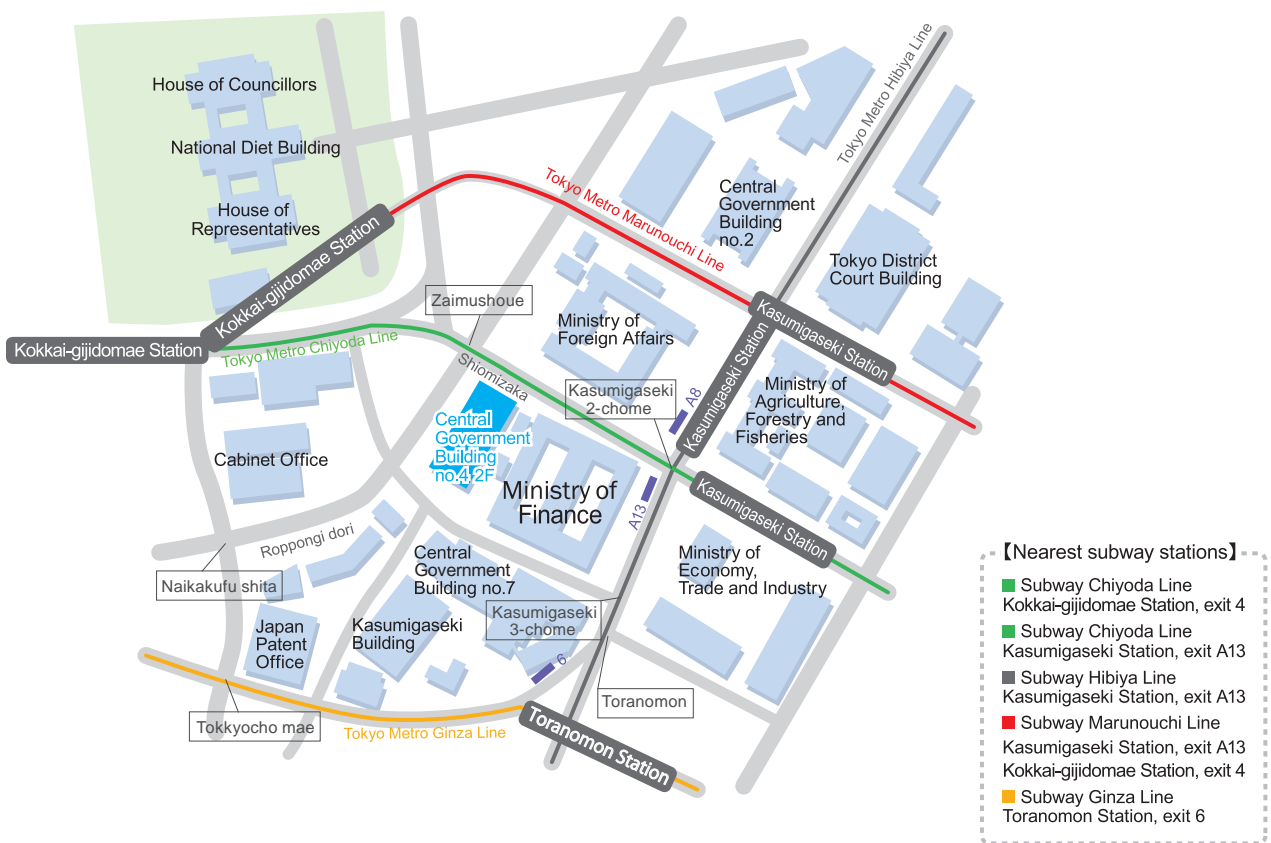 House of Councillors
National Diet Building
House of
Representatives
Kokkai-gijidomae Station
Kokkai-gijidomae Station
Tokyo Metro Chiyoda Line
Tokyo Metro Marunouchi Line
Tokyo Metro Hibiya Line
Central
Government
Building
no.2
Tokyo District
Court Building
Zaimushoue
Shiomizaka
Ministry of
Foreign Affairs
Kasumigaseki
2-chome
A8
Kasumigaseki Station
Kasumigaseki Station
Ministry of
Agriculture,
Forestry and
Fisheries
Central
Government
Building
no.4-2F
Cabinet Office
Ministry of
Finance
A13
Kasumigaseki Station
Roppongi dori
Naikakufu shita
Central
Government
Building no.7
Ministry of
Economy,
Trade and Industry
Kasumigaseki
3-chome
Japan
Patent
Office
Kasumigaseki
Building
6
Toranomon
Tokkyocho mae
Tokyo Metro Ginza Line
Toranomon Station
【Nearest subway stations】
Subway Chiyoda Line
Kokkai-gijidomae Station, exit 4
Subway Chiyoda Line
Kasumigaseki Station, exit A13
Subway Hibiya Line
Kasumigaseki Station, exit A13
Subway Marunouchi Line
Kasumigaseki Station, exit A13
Kokkai-gijidomae Station, exit 4
Subway Ginza Line
Toranomon Station, exit 6